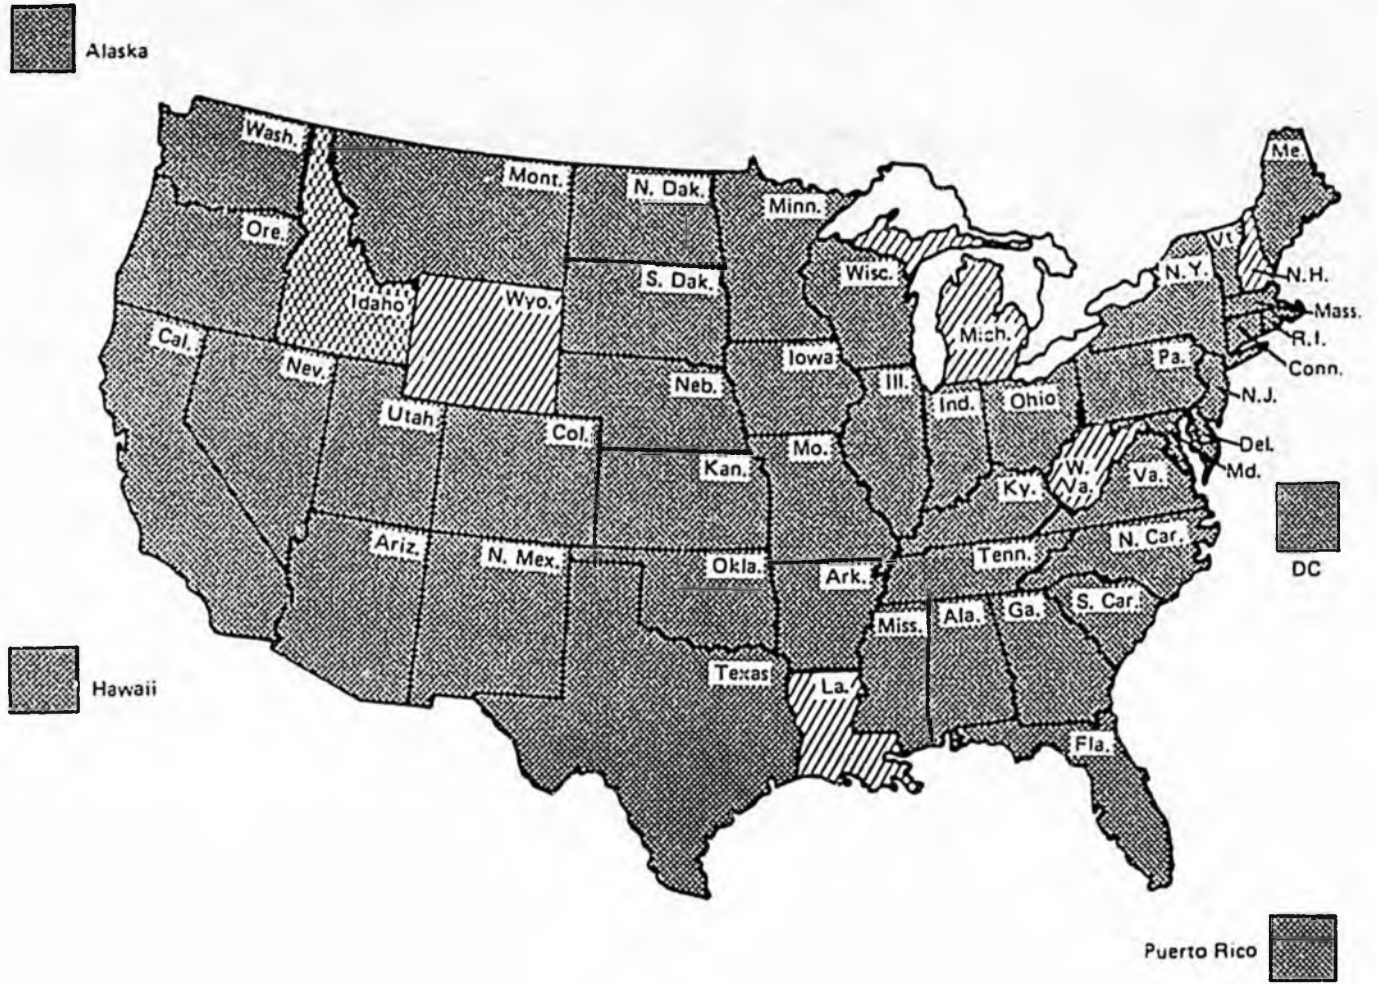 Alaska
Wash.
Mont.
N. Dak.
Minn.
Me
Ore.
Idaho
Wyo.
S. Dak.
Wisc.
Mich.
Vt
N.Y.
N.H.
Mass.
R.I.
Conn.
Cal.
Nev.
Utah
Col.
Neb.
Iowa
Ill.
Ind.
Ohio
Pa.
N.J.
Del.
Md.
Kan.
Mo.
Ky.
W.
Va.
Va.
DC
Ariz.
N. Mex.
Okla.
Ark.
Tenn.
N. Car.
S. Car.
Miss.
Ala.
Ga.
Hawaii
Texas
La.
Fla.
Puerto Rico